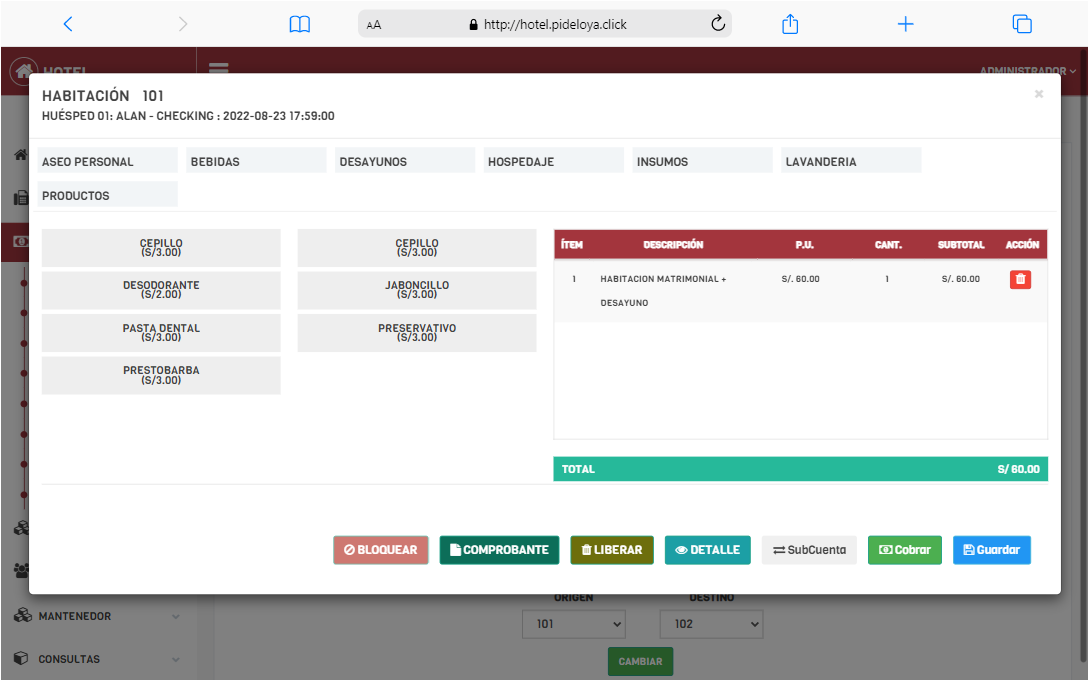 AA http://hotel.pideloya.click
HOTEL
ADMINISTRADOR
HABITACIÓN 101
HUÉSPED 01: ALAN - CHECKING : 2022-08-23 17:59:00
ASEO PERSONAL BEBIDAS DESAYUNOS HOSPEDAJE INSUMOS LAVANDERIA
PRODUCTOS
CEPILLO
(S/3.00)
CEPILLO
(S/3.00)
DESODORANTE
(S/2.00)
JABONCILLO
(S/3.00)
PASTA DENTAL
(S/3.00)
PRESERVATIVO
(S/3.00)
PRESTOBARBA
(S/3.00)
ÍTEM DESCRIPCIÓN P.U. CANT. SUBTOTAL ACCIÓN
1 HABITACION MATRIMONIAL + S/. 60.00 1 S/. 60.00
DESAYUNO
TOTAL S/ 60.00
BLOQUEAR COMPROBANTE LIBERAR DETALLE SubCuenta Cobrar Guardar
ORIGEN DESTINO
MANTENEDOR
101 102
CONSULTAS
CAMBIAR